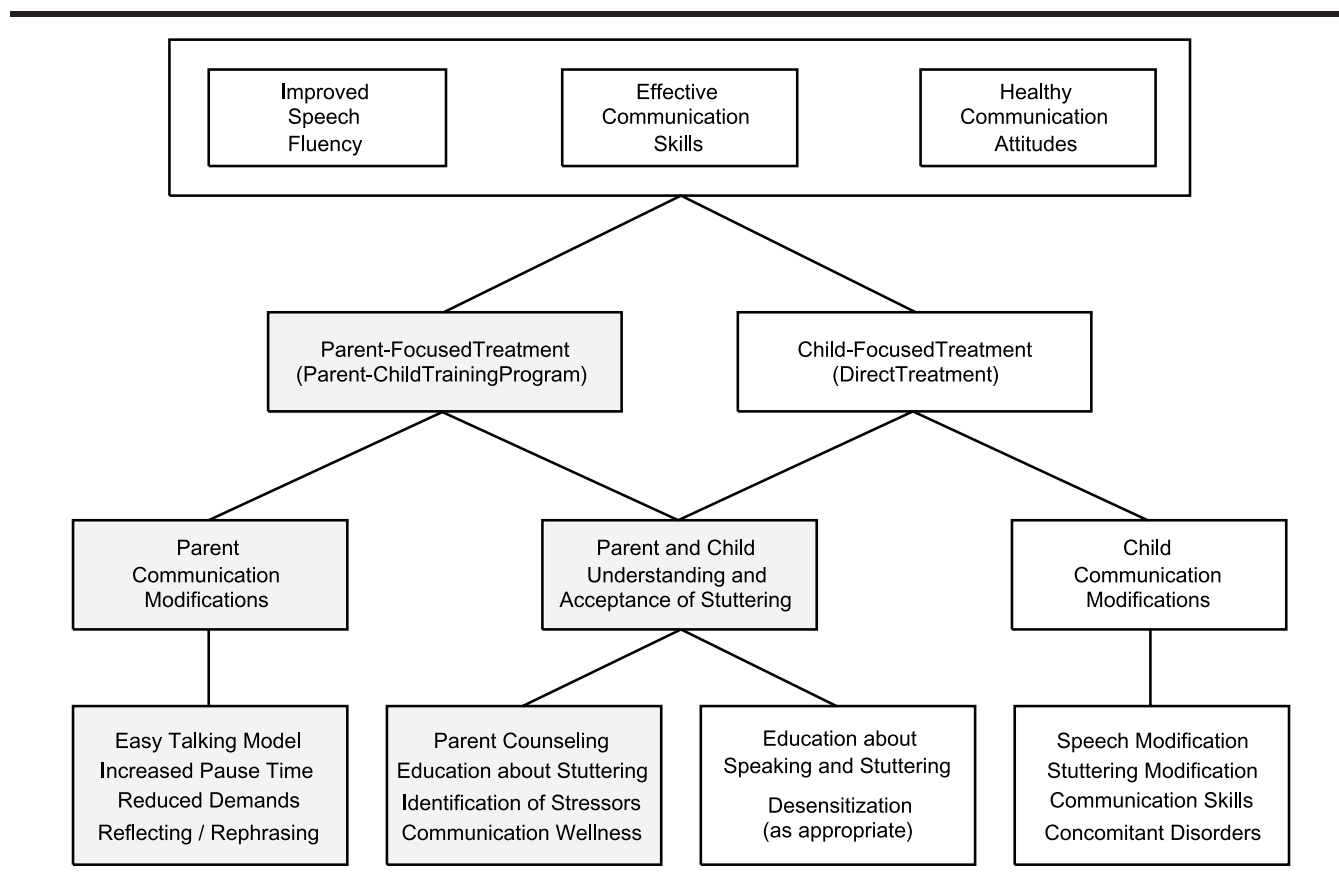 Improved
Speech
Fluency
Effective
Communication
Skills
Healthy
Communication
Attitudes
Parent-FocusedTreatment
(Parent-ChildTrainingProgram)
Child-FocusedTreatment
(DirectTreatment)
Parent
Communication
Modifications
Parent and Child
Understanding and
Acceptance of Stuttering
Child
Communication
Modifications
Easy Talking Model
Increased Pause Time
Reduced Demands
Reflecting / Rephrasing
Parent Counseling
Education about Stuttering
Identification of Stressors
Communication Wellness
Education about
Speaking and Stuttering
Desensitization
(as appropriate)
Speech Modification
Stuttering Modification
Communication Skills
Concomitant Disorders